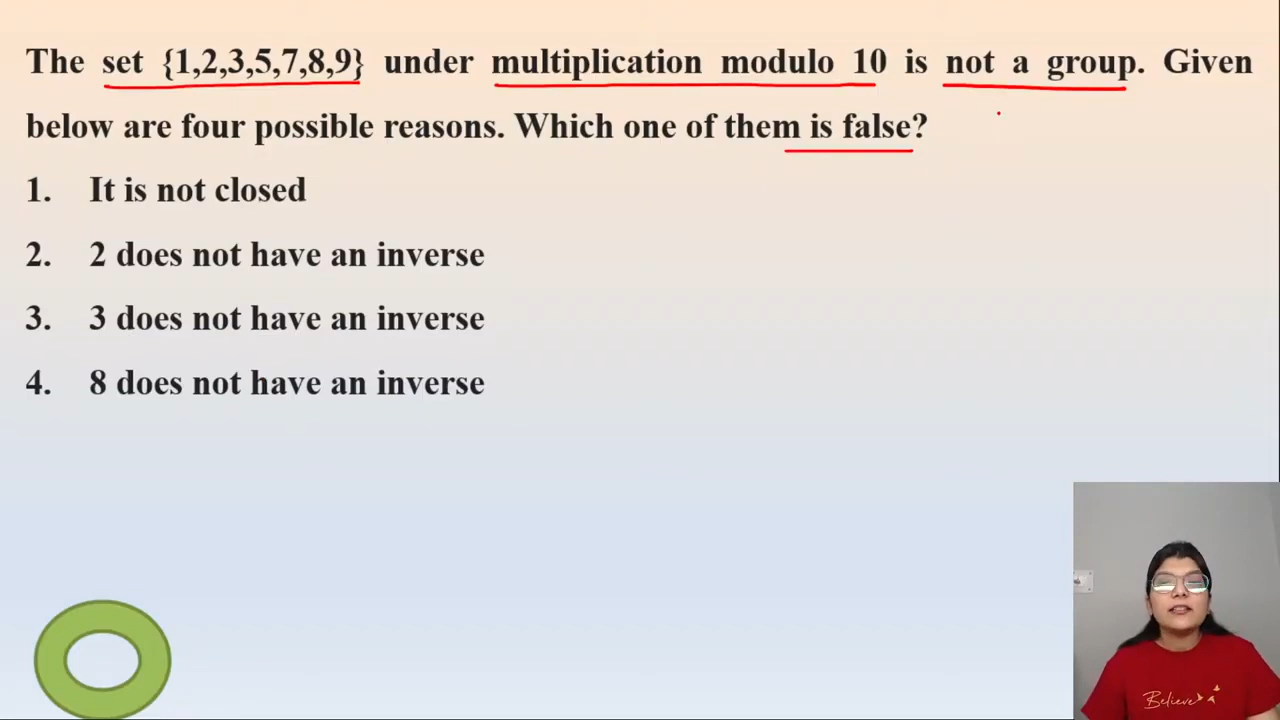 The set {1,2,3,5,7,8,9} under multiplication modulo 10 is not a group. Given
below are four possible reasons. Which one of them is false?
1. It is not closed
2. 2 does not have an inverse
3. 3 does not have an inverse
4. 8 does not have an inverse
Believe